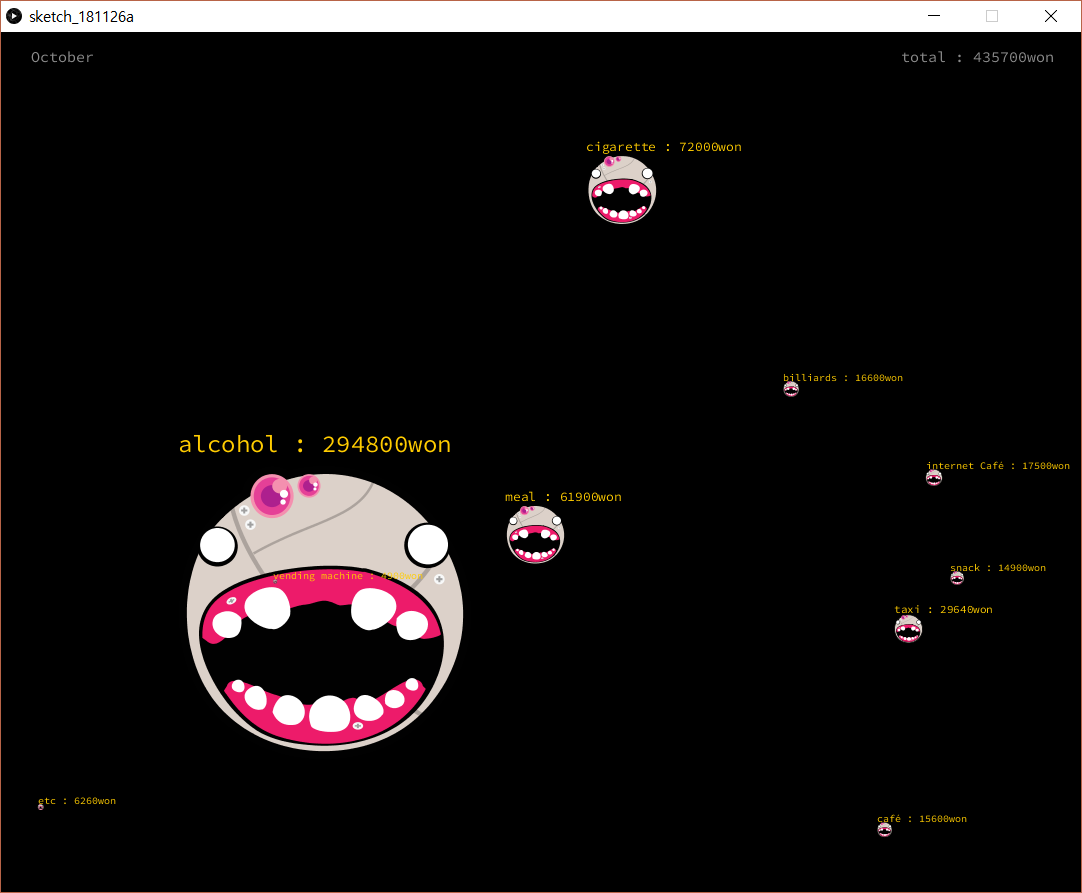 sketch_181126a
October
total : 435700won
cigarette : 72000won
billiards : 16600won
alcohol : 294800won
internet Café : 17500won
meal : 61900won
snack : 14900won
vending machine :
taxi : 29640won
etc : 6260won
café : 15600won